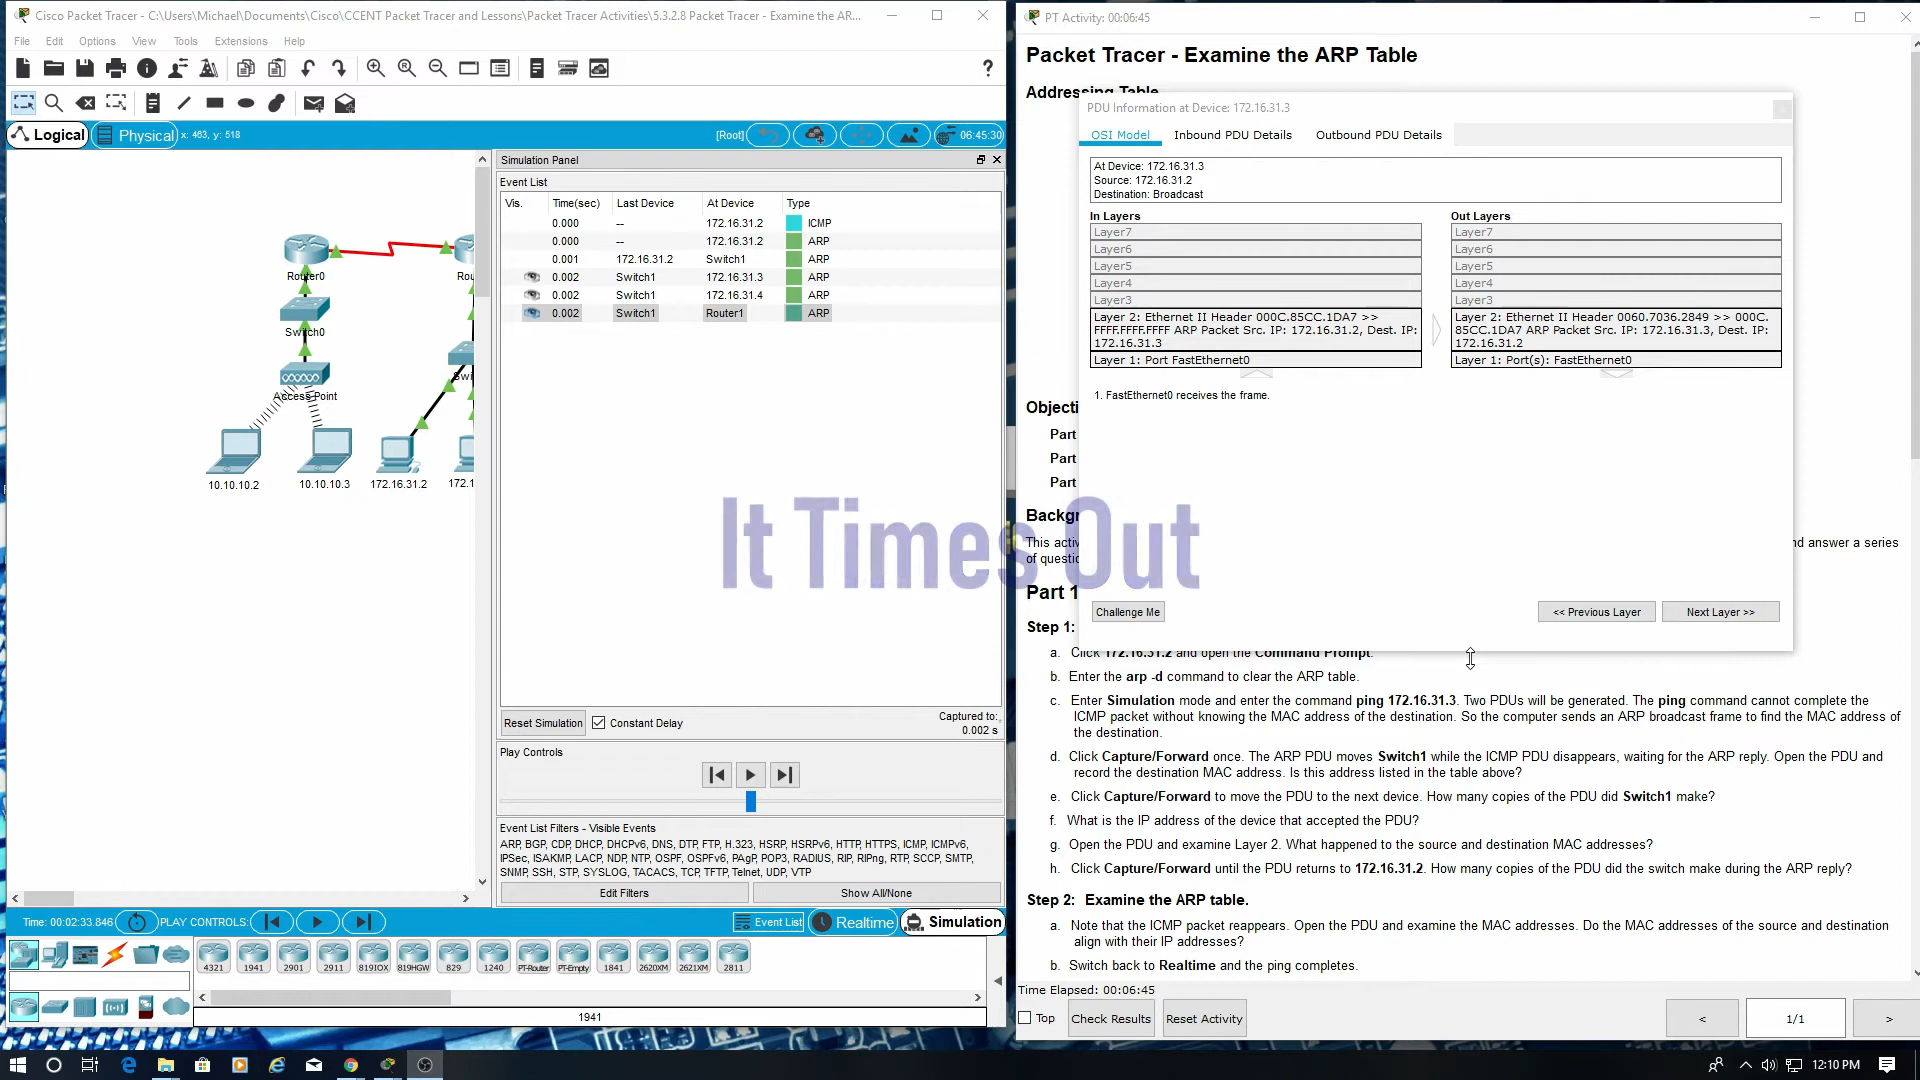 Cisco Packet Tracer - C:\Users\Michael\Documents\Cisco\CCENT Packet Tracer and Lessons\Packet Tracer Activities\5.3.2.8 Packet Tracer - Examine the AR...
File Edit Options View Tools Extensions Help
?
Logical Physical x: 463, y: 518 [Root] 06:45:30
Router0
Rou
Switch0
Swi
Access Point
10.10.10.2 10.10.10.3 172.16.31.2 172.1
Simulation Panel
Event List
Vis. Time(sec) Last Device At Device Type
0.000 -- 172.16.31.2 ICMP
0.000 -- 172.16.31.2 ARP
0.001 172.16.31.2 Switch1 ARP
0.002 Switch1 172.16.31.3 ARP
0.002 Switch1 172.16.31.4 ARP
0.002 Switch1 Router1 ARP
It Times Out
Reset Simulation Constant Delay
Captured to:
0.002 s
Play Controls
Event List Filters - Visible Events
ARP, BGP, CDP, DHCP, DHCPv6, DNS, DTP, FTP, H.323, HSRP, HSRPv6, HTTP, HTTPS, ICMP, ICMPv6,
IPSec, ISAKMP, LACP, NDP, NTP, OSPF, OSPFv6, PAgP, POP3, RADIUS, RIP, RIPng, RTP, SCCP, SMTP,
SNMP, SSH, STP, SYSLOG, TACACS, TCP, TFTP, Telnet, UDP, VTP
Edit Filters Show All/None
Time: 00:02:33.846 PLAY CONTROLS: Event List Realtime Simulation
4321 1941 2901 2911 819IOX 819HGW 829 1240 PT-Router PT-Empty 1841 2620XM 2621XM 2811
1941
PT Activity: 00:06:45
Packet Tracer - Examine the ARP Table
Addressing Table
PDU Information at Device: 172.16.31.3
OSI Model Inbound PDU Details Outbound PDU Details
At Device: 172.16.31.3
Source: 172.16.31.2
Destination: Broadcast
In Layers
Layer7
Layer6
Layer5
Layer4
Layer3
Layer 2: Ethernet II Header 000C.85CC.1DA7 >>
FFFF.FFFF.FFFF ARP Packet Src. IP: 172.16.31.2, Dest. IP:
172.16.31.3
Layer 1: Port FastEthernet0
Out Layers
Layer7
Layer6
Layer5
Layer4
Layer3
Layer 2: Ethernet II Header 0060.7036.2849 >> 000C.
85CC.1DA7 ARP Packet Src. IP: 172.16.31.3, Dest. IP:
172.16.31.2
Layer 1: Port(s): FastEthernet0
1. FastEthernet0 receives the frame.
Challenge Me << Previous Layer Next Layer >>
Objecti
Part
Part
Part
Backgr
This activ nd answer a series
of questio
Part 1
Step 1:
a. Click 172.16.31.2 and open the Command Prompt.
b. Enter the arp -d command to clear the ARP table.
c. Enter Simulation mode and enter the command ping 172.16.31.3. Two PDUs will be generated. The ping command cannot complete the
ICMP packet without knowing the MAC address of the destination. So the computer sends an ARP broadcast frame to find the MAC address of
the destination.
d. Click Capture/Forward once. The ARP PDU moves Switch1 while the ICMP PDU disappears, waiting for the ARP reply. Open the PDU and
record the destination MAC address. Is this address listed in the table above?
e. Click Capture/Forward to move the PDU to the next device. How many copies of the PDU did Switch1 make?
f. What is the IP address of the device that accepted the PDU?
g. Open the PDU and examine Layer 2. What happened to the source and destination MAC addresses?
h. Click Capture/Forward until the PDU returns to 172.16.31.2. How many copies of the PDU did the switch make during the ARP reply?
Step 2: Examine the ARP table.
a. Note that the ICMP packet reappears. Open the PDU and examine the MAC addresses. Do the MAC addresses of the source and destination
align with their IP addresses?
b. Switch back to Realtime and the ping completes.
Time Elapsed: 00:06:45
Top Check Results Reset Activity < 1/1 >
12:10 PM